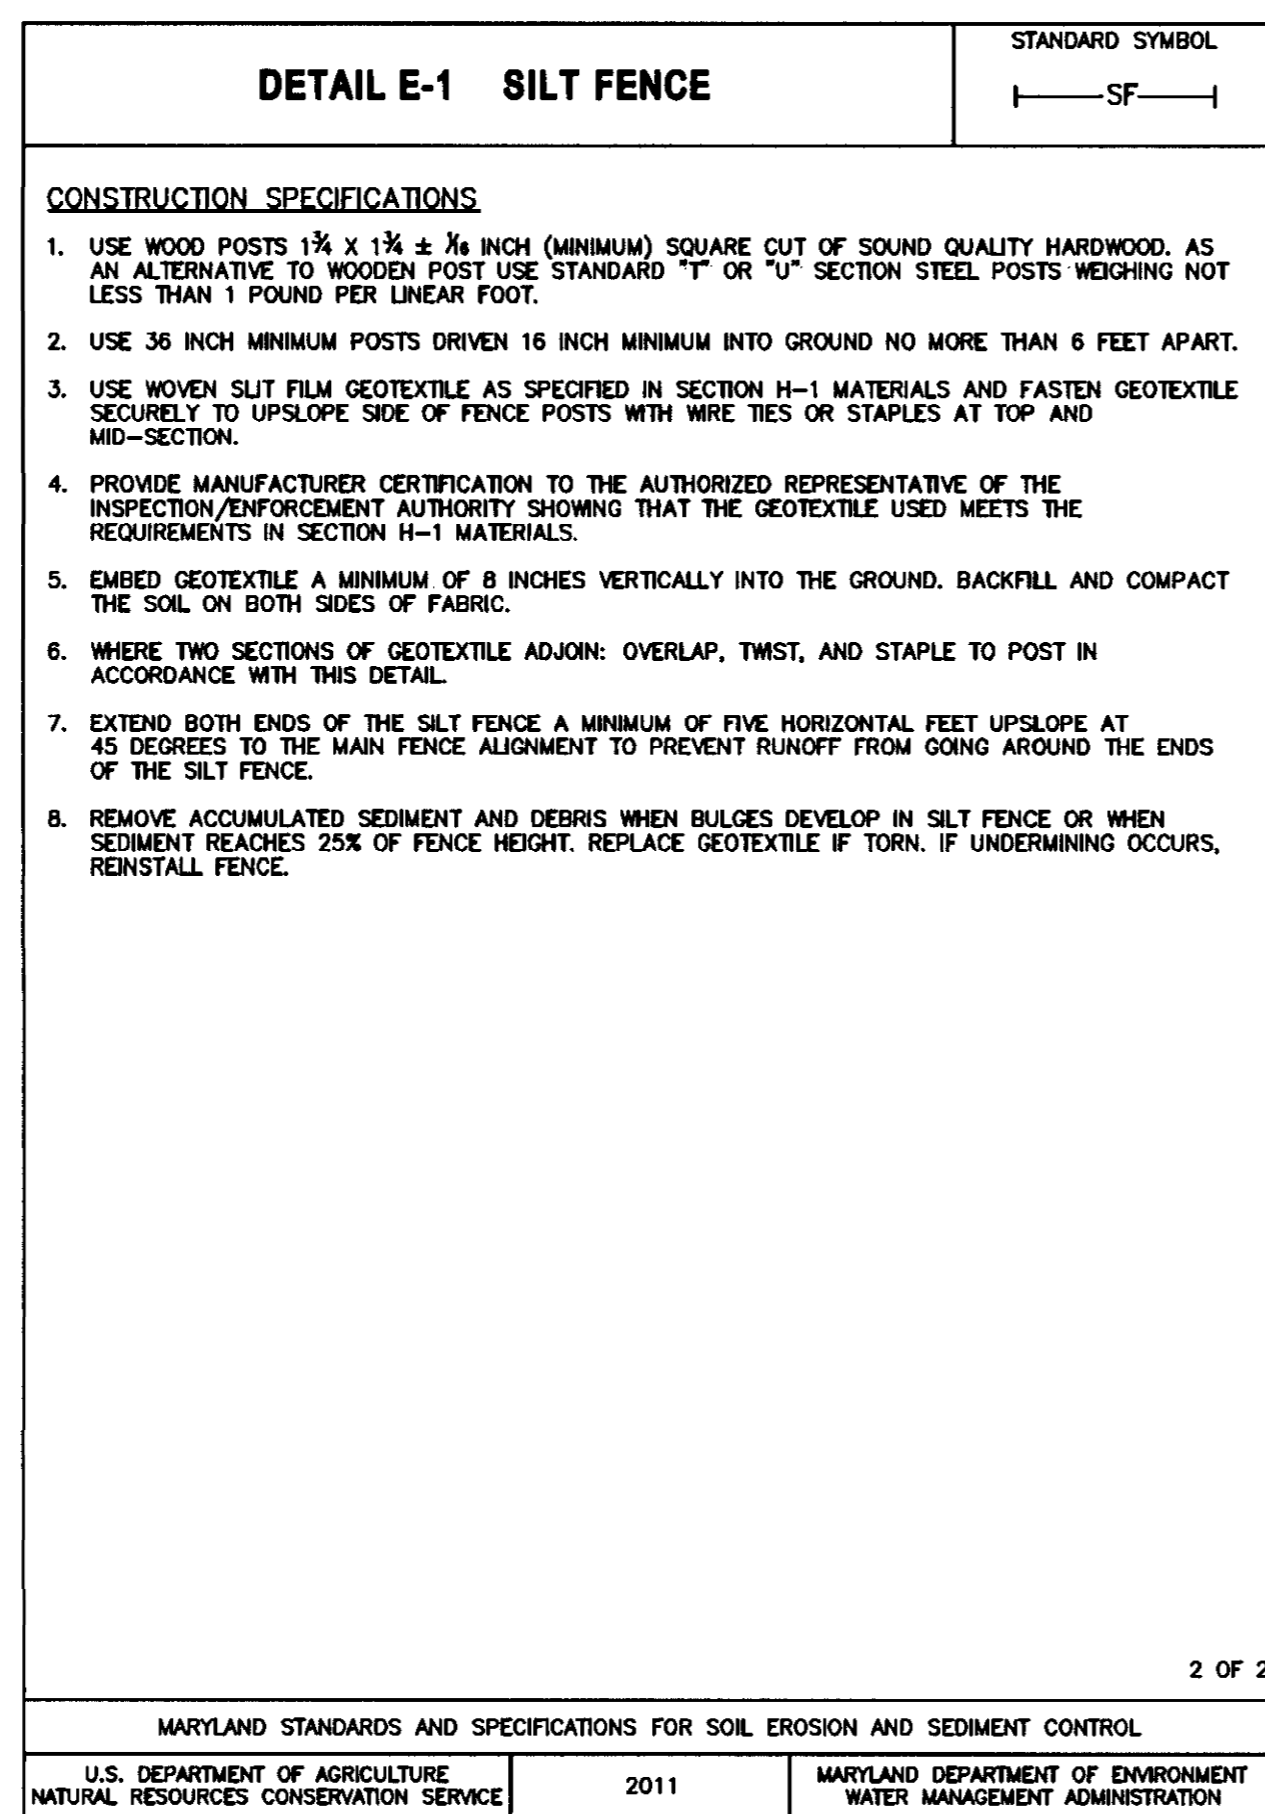 DETAIL E-1 SILT FENCE
STANDARD SYMBOL
SF
CONSTRUCTION SPECIFICATIONS
1. USE WOOD POSTS 1¾ X 1¾ ± 1/16 INCH (MINIMUM) SQUARE CUT OF SOUND QUALITY HARDWOOD. AS
AN ALTERNATIVE TO WOODEN POST USE STANDARD "T" OR "U" SECTION STEEL POSTS WEIGHING NOT
LESS THAN 1 POUND PER LINEAR FOOT.
2. USE 36 INCH MINIMUM POSTS DRIVEN 16 INCH MINIMUM INTO GROUND NO MORE THAN 6 FEET APART.
3. USE WOVEN SLIT FILM GEOTEXTILE AS SPECIFIED IN SECTION H-1 MATERIALS AND FASTEN GEOTEXTILE
SECURELY TO UPSLOPE SIDE OF FENCE POSTS WITH WIRE TIES OR STAPLES AT TOP AND
MID-SECTION.
4. PROVIDE MANUFACTURER CERTIFICATION TO THE AUTHORIZED REPRESENTATIVE OF THE
INSPECTION/ENFORCEMENT AUTHORITY SHOWING THAT THE GEOTEXTILE USED MEETS THE
REQUIREMENTS IN SECTION H-1 MATERIALS.
5. EMBED GEOTEXTILE A MINIMUM OF 8 INCHES VERTICALLY INTO THE GROUND. BACKFILL AND COMPACT
THE SOIL ON BOTH SIDES OF FABRIC.
6. WHERE TWO SECTIONS OF GEOTEXTILE ADJOIN: OVERLAP, TWIST, AND STAPLE TO POST IN
ACCORDANCE WITH THIS DETAIL.
7. EXTEND BOTH ENDS OF THE SILT FENCE A MINIMUM OF FIVE HORIZONTAL FEET UPSLOPE AT
45 DEGREES TO THE MAIN FENCE ALIGNMENT TO PREVENT RUNOFF FROM GOING AROUND THE ENDS
OF THE SILT FENCE.
8. REMOVE ACCUMULATED SEDIMENT AND DEBRIS WHEN BULGES DEVELOP IN SILT FENCE OR WHEN
SEDIMENT REACHES 25% OF FENCE HEIGHT. REPLACE GEOTEXTILE IF TORN. IF UNDERMINING OCCURS,
REINSTALL FENCE.
2 OF 2
MARYLAND STANDARDS AND SPECIFICATIONS FOR SOIL EROSION AND SEDIMENT CONTROL
U.S. DEPARTMENT OF AGRICULTURE
NATURAL RESOURCES CONSERVATION SERVICE
2011
MARYLAND DEPARTMENT OF ENVIRONMENT
WATER MANAGEMENT ADMINISTRATION